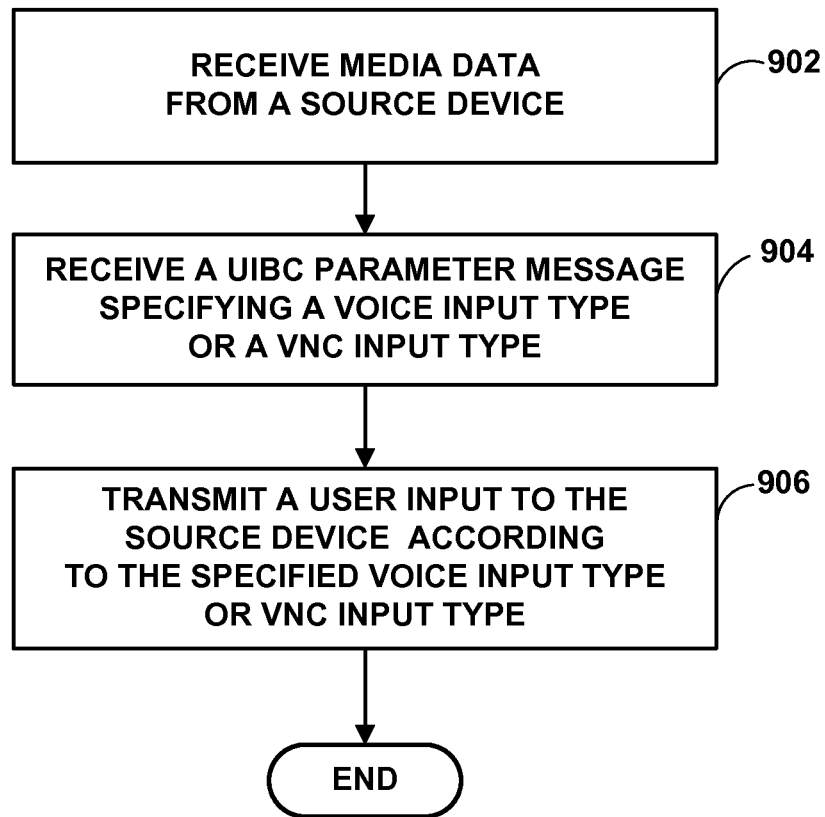 RECEIVE MEDIA DATA
FROM A SOURCE DEVICE
902
RECEIVE A UIBC PARAMETER MESSAGE
SPECIFYING A VOICE INPUT TYPE
OR A VNC INPUT TYPE
904
TRANSMIT A USER INPUT TO THE
SOURCE DEVICE ACCORDING
TO THE SPECIFIED VOICE INPUT TYPE
OR VNC INPUT TYPE
906
END